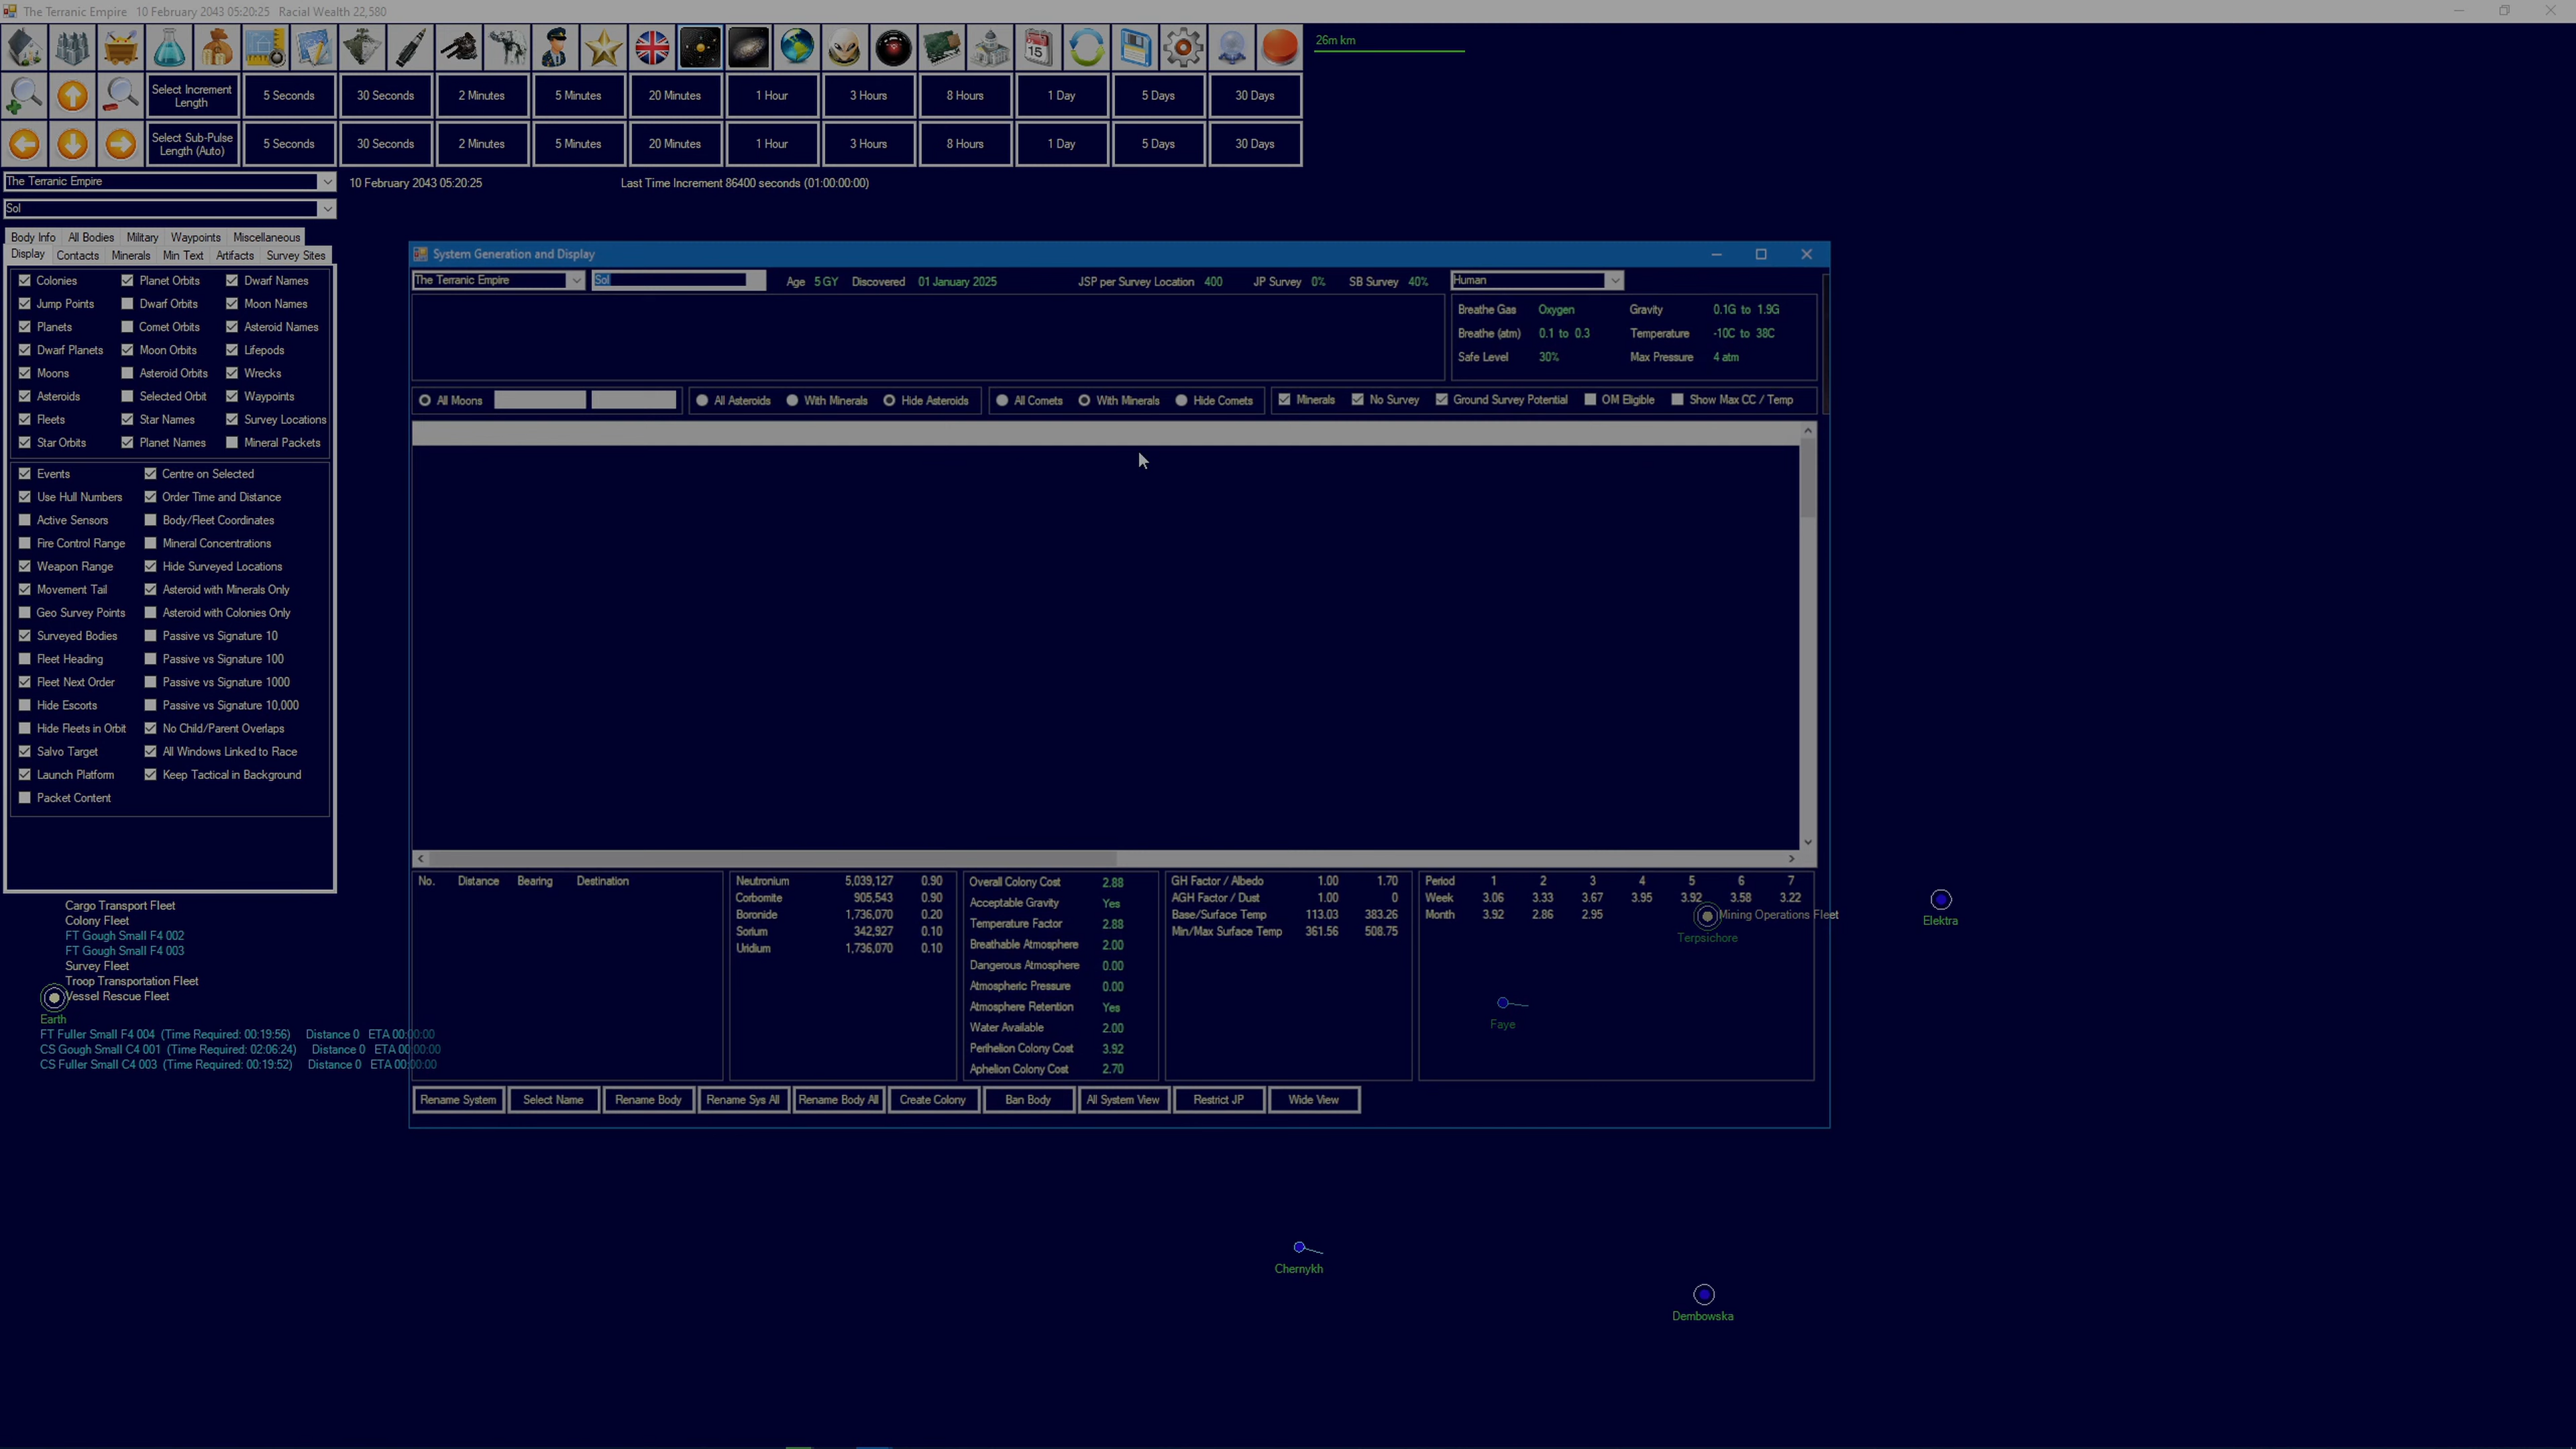 The Terranic Empire 10 February 2043 05:20:25 Racial Wealth 22,580
26m km
Select Increment Length 5 Seconds 30 Seconds 2 Minutes 5 Minutes 20 Minutes 1 Hour 3 Hours 8 Hours 1 Day 5 Days 30 Days
Select Sub-Pulse Length (Auto) 5 Seconds 30 Seconds 2 Minutes 5 Minutes 20 Minutes 1 Hour 3 Hours 8 Hours 1 Day 5 Days 30 Days
The Terranic Empire 10 February 2043 05:20:25 Last Time Increment 86400 seconds (01:00:00:00)
Sol
Body Info All Bodies Military Waypoints Miscellaneous
Display Contacts Minerals Min Text Artifacts Survey Sites
Colonies Planet Orbits Dwarf Names
Jump Points Dwarf Orbits Moon Names
Planets Comet Orbits Asteroid Names
Dwarf Planets Moon Orbits Lifepods
Moons Asteroid Orbits Wrecks
Asteroids Selected Orbit Waypoints
Fleets Star Names Survey Locations
Star Orbits Planet Names Mineral Packets
Events Centre on Selected
Use Hull Numbers Order Time and Distance
Active Sensors Body/Fleet Coordinates
Fire Control Range Mineral Concentrations
Weapon Range Hide Surveyed Locations
Movement Tail Asteroid with Minerals Only
Geo Survey Points Asteroid with Colonies Only
Surveyed Bodies Passive vs Signature 10
Fleet Heading Passive vs Signature 100
Fleet Next Order Passive vs Signature 1000
Hide Escorts Passive vs Signature 10,000
Hide Fleets in Orbit No Child/Parent Overlaps
Salvo Target All Windows Linked to Race
Launch Platform Keep Tactical in Background
Packet Content
Cargo Transport Fleet
Colony Fleet
FT Gough Small F4 002
FT Gough Small F4 003
Survey Fleet
Troop Transportation Fleet
Vessel Rescue Fleet
Earth
FT Fuller Small F4 004 (Time Required: 00:19:56) Distance 0 ETA 00:00:00
CS Gough Small C4 001 (Time Required: 02:06:24) Distance 0 ETA 00:00:00
CS Fuller Small C4 003 (Time Required: 00:19:52) Distance 0 ETA 00:00:00
System Generation and Display
The Terranic Empire Sol Age 5 GY Discovered 01 January 2025 JSP per Survey Location 400 JP Survey 0% SB Survey 40% Human
Breathe Gas Oxygen Gravity 0.1G to 1.9G
Breathe (atm) 0.1 to 0.3 Temperature -10C to 38C
Safe Level 30% Max Pressure 4 atm
All Moons All Asteroids With Minerals Hide Asteroids All Comets With Minerals Hide Comets Minerals No Survey Ground Survey Potential OM Eligible Show Max CC / Temp
No. Distance Bearing Destination
Neutronium 5,039,127 0.90
Corbomite 905,543 0.90
Boronide 1,736,070 0.20
Sorium 342,927 0.10
Uridium 1,736,070 0.10
Overall Colony Cost 2.88
Acceptable Gravity Yes
Temperature Factor 2.88
Breathable Atmosphere 2.00
Dangerous Atmosphere 0.00
Atmospheric Pressure 0.00
Atmosphere Retention Yes
Water Available 2.00
Perihelion Colony Cost 3.92
Aphelion Colony Cost 2.70
GH Factor / Albedo 1.00 1.70
AGH Factor / Dust 1.00 0
Base/Surface Temp 113.03 383.26
Min/Max Surface Temp 361.56 508.75
Period 1 2 3 4 5 6 7
Week 3.06 3.33 3.67 3.95 3.92 3.58 3.22
Month 3.92 2.86 2.95
Mining Operations Fleet
Terpsichore
Elektra
Faye
Rename System Select Name Rename Body Rename Sys All Rename Body All Create Colony Ban Body All System View Restrict JP Wide View
Chernykh
Dembowska